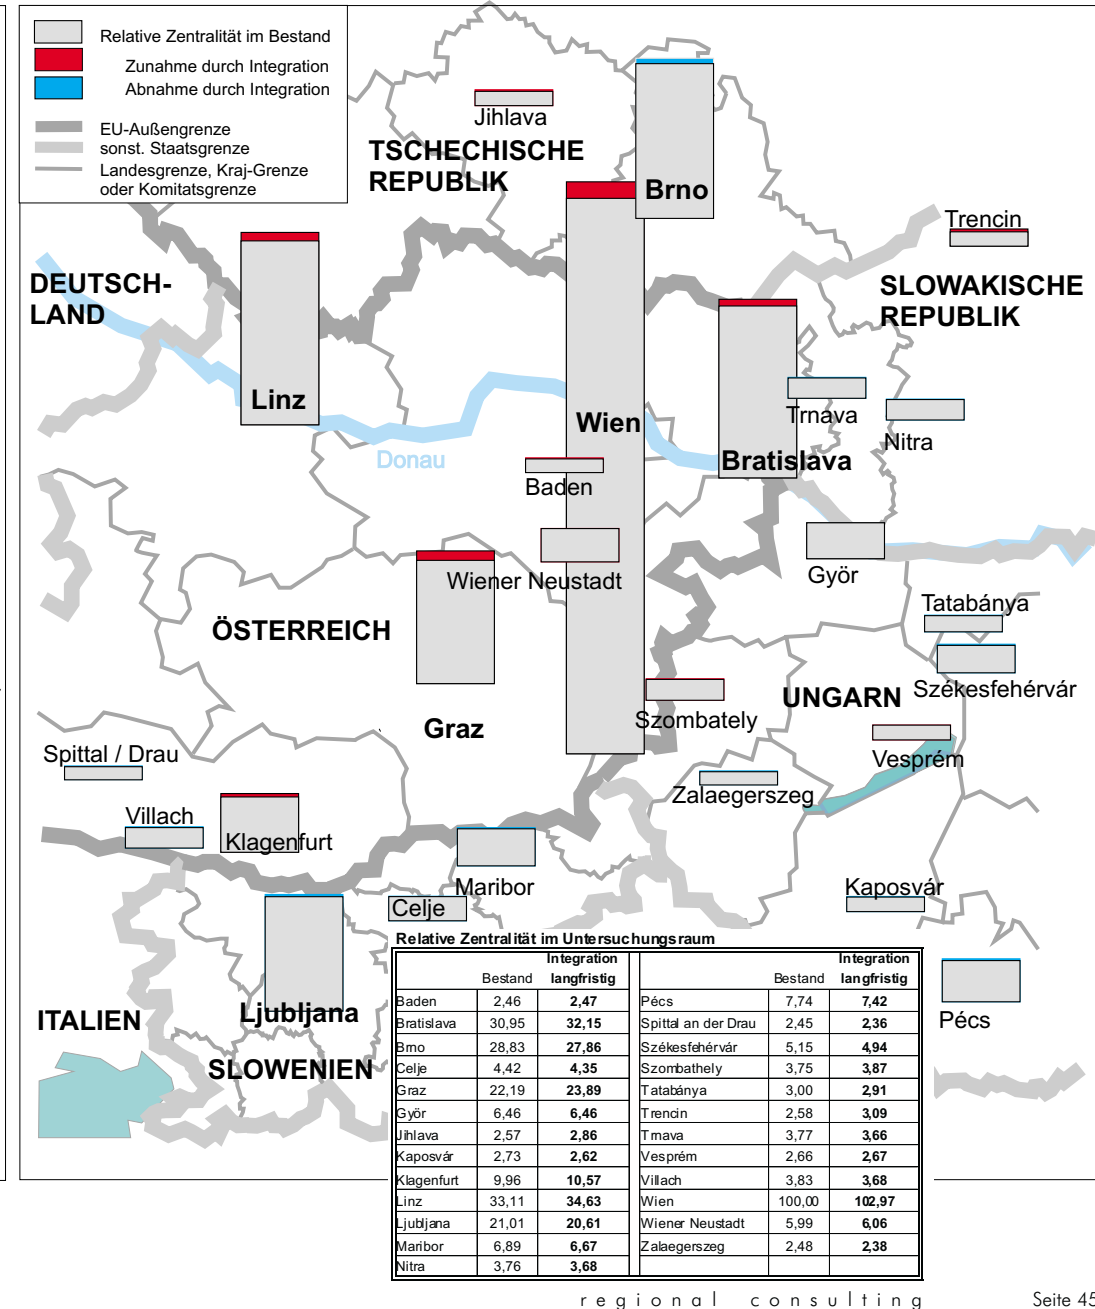 Relative Zentralität im Bestand
Zunahme durch Integration
Abnahme durch Integration
EU-Außengrenze
sonst. Staatsgrenze
Landesgrenze, Kraj-Grenze
oder Komitatsgrenze
Jihlava
TSCHECHISCHE
REPUBLIK
Brno
Trencin
DEUTSCH-
LAND
SLOWAKISCHE
REPUBLIK
Linz
Wien
Trnava
Nitra
Donau
Bratislava
Baden
Wiener Neustadt
Györ
Tatabánya
ÖSTERREICH
Székesfehérvár
UNGARN
Szombately
Graz
Spittal / Drau
Vesprém
Zalaegerszeg
Villach
Klagenfurt
Maribor
Kaposvár
Celje
Ljubljana
ITALIEN
Pécs
SLOWENIEN
Relative Zentralität im Untersuchungsraum
Bestand Integration langfristig Bestand Integration langfristig
Baden 2,46 2,47 Pécs 7,74 7,42
Bratislava 30,95 32,15 Spittal an der Drau 2,45 2,36
Brno 28,83 27,86 Székesfehérvár 5,15 4,94
Celje 4,42 4,35 Szombathely 3,75 3,87
Graz 22,19 23,89 Tatabánya 3,00 2,91
Györ 6,46 6,46 Trencin 2,58 3,09
Jihlava 2,57 2,86 Trnava 3,77 3,66
Kaposvár 2,73 2,62 Vesprém 2,66 2,67
Klagenfurt 9,96 10,57 Villach 3,83 3,68
Linz 33,11 34,63 Wien 100,00 102,97
Ljubljana 21,01 20,61 Wiener Neustadt 5,99 6,06
Maribor 6,89 6,67 Zalaegerszeg 2,48 2,38
Nitra 3,76 3,68
regional consulting Seite 45